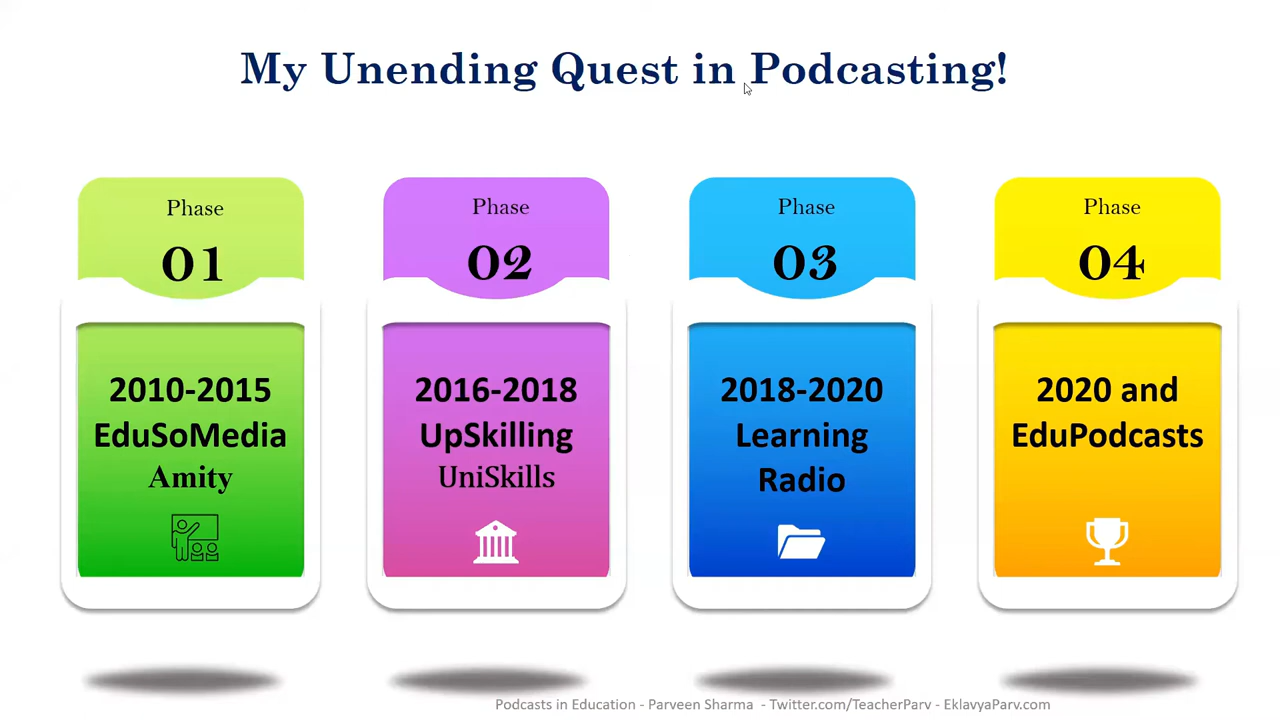 My Unending Quest in Podcasting!
Phase
01
2010-2015
EduSoMedia
Amity
Phase
02
2016-2018
UpSkilling
UniSkills
Phase
03
2018-2020
Learning
Radio
Phase
04
2020 and
EduPodcasts
Podcasts in Education - Parveen Sharma - Twitter.com/TeacherParv - EklavyaParv.com